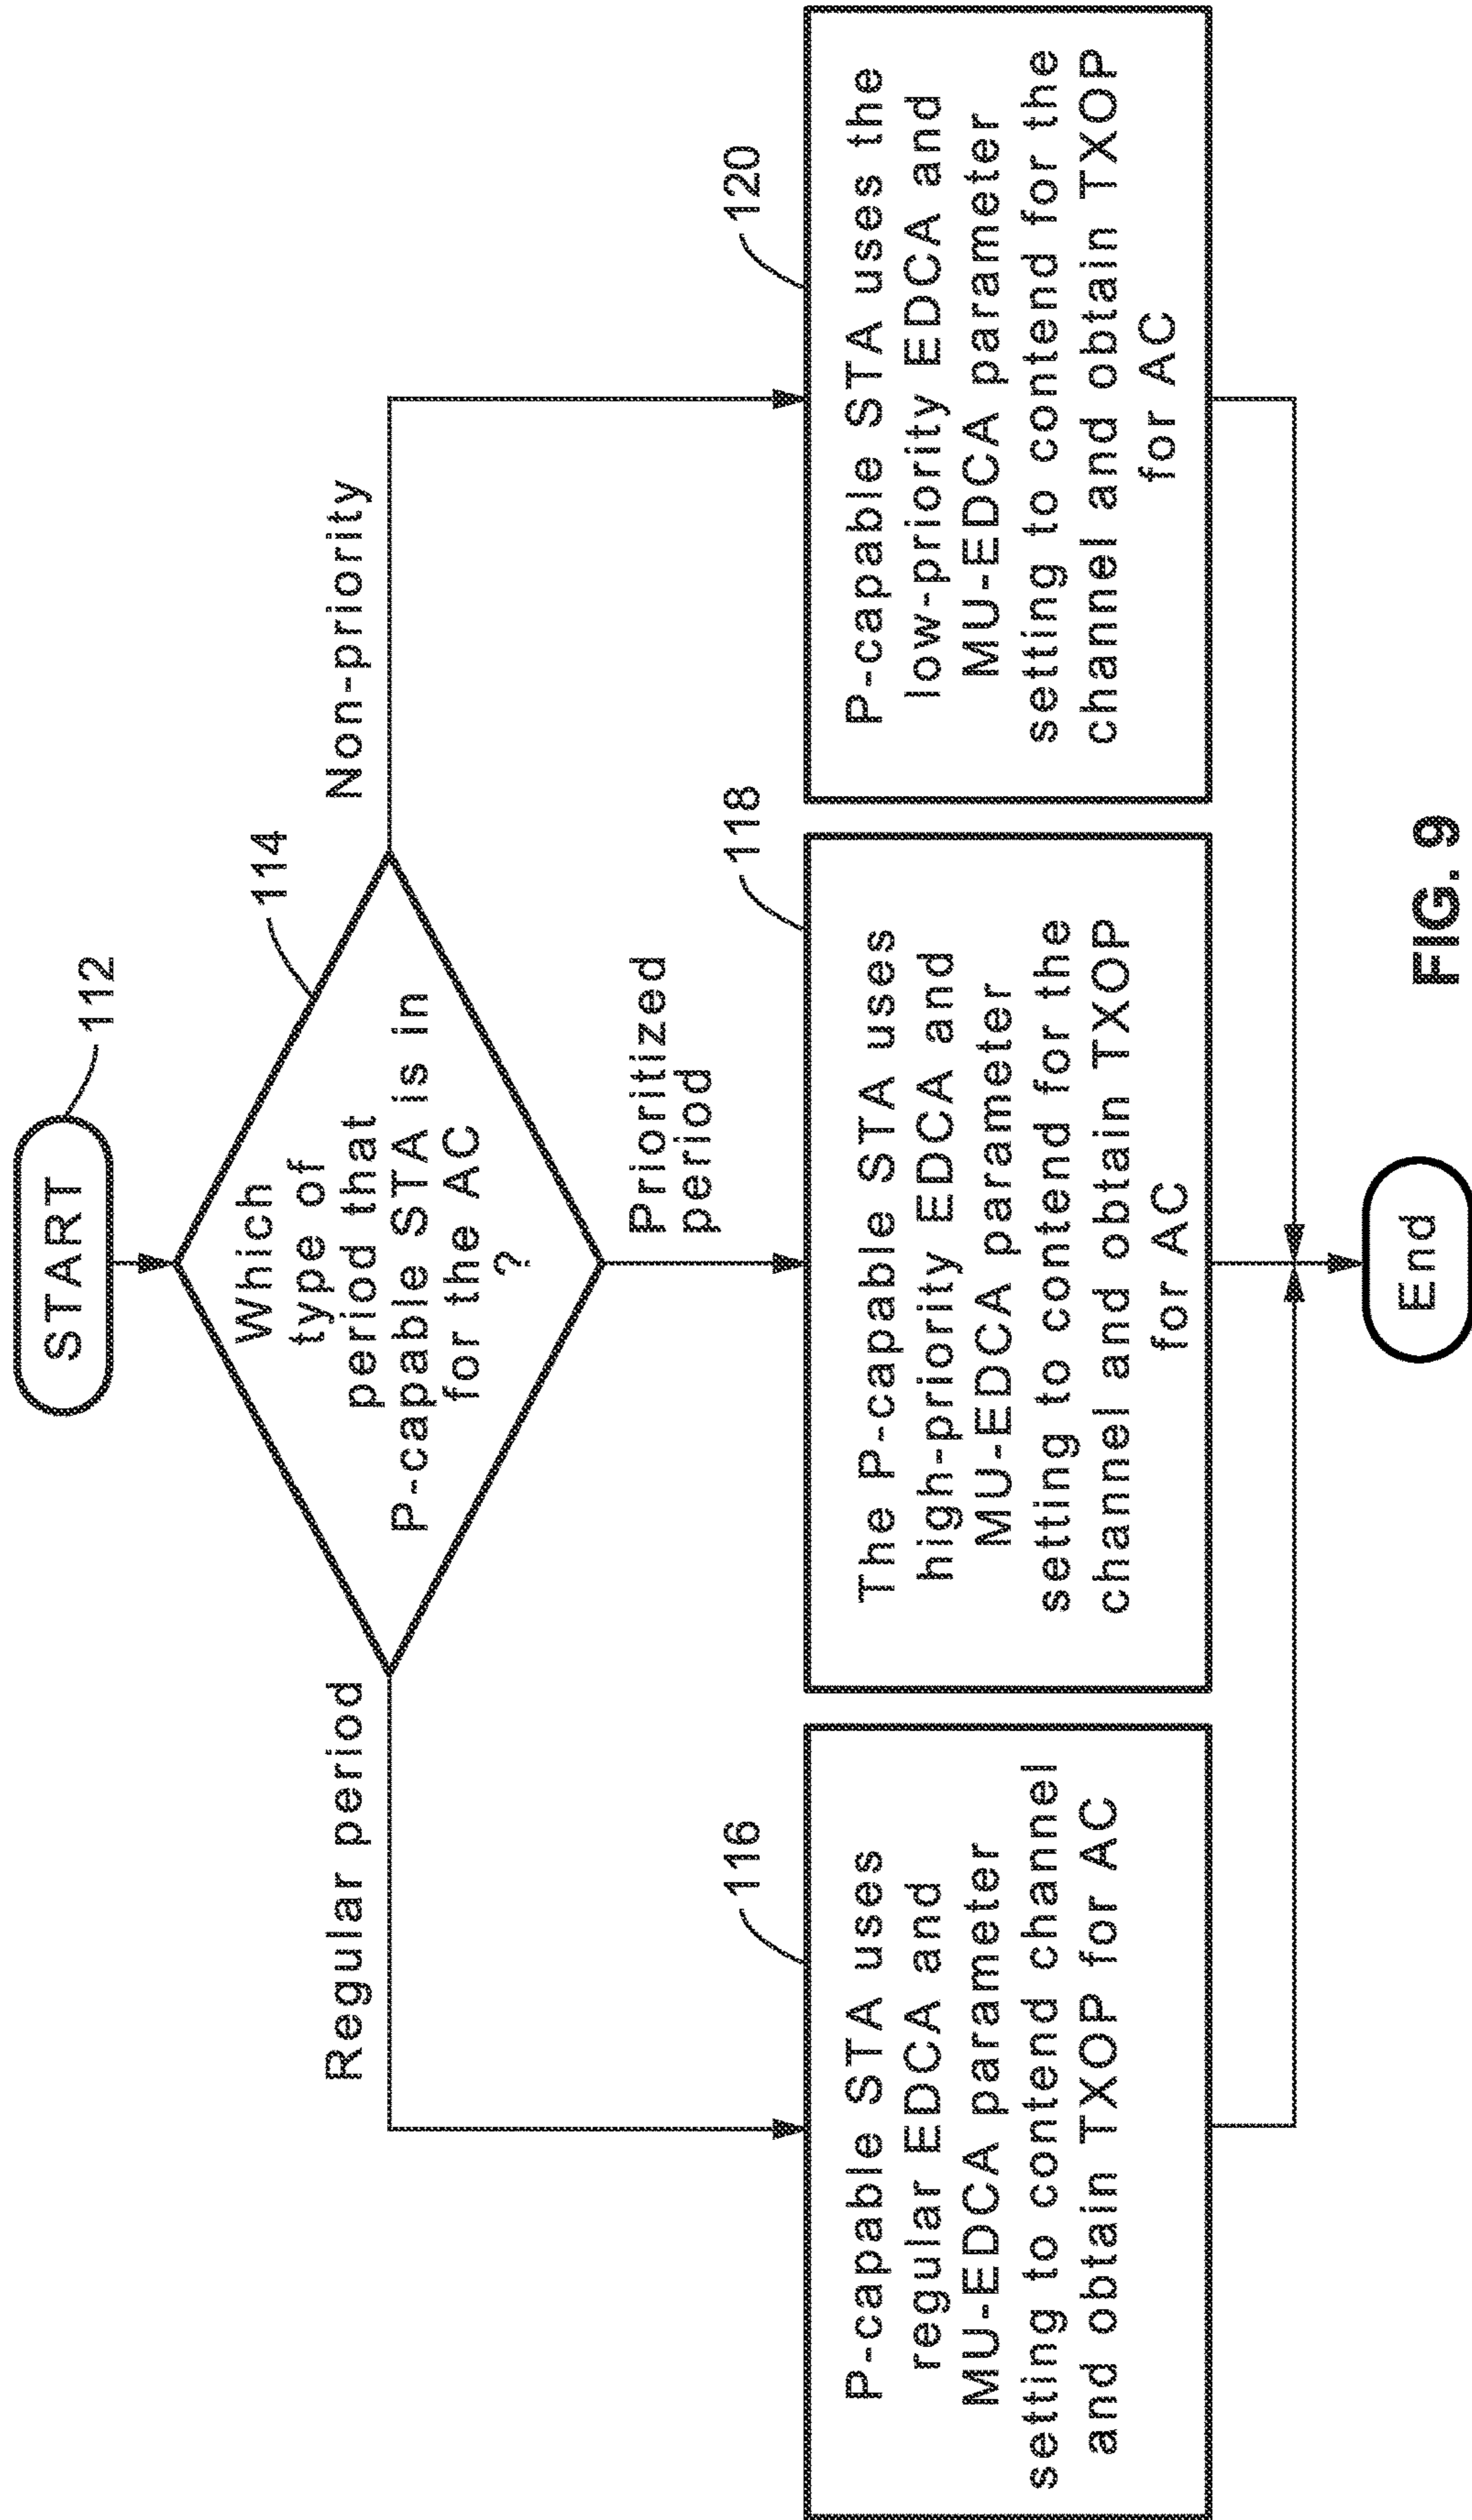 START
112
Which
type of
period that
P-capable STA is in
for the AC
?
114
Regular period
Prioritized
period
Non-priority
116
P-capable STA uses
regular EDCA and
MU-EDCA parameter
setting to contend channel
and obtain TXOP for AC
118
The P-capable STA uses
high-priority EDCA and
MU-EDCA parameter
setting to contend for the
channel and obtain TXOP
for AC
120
P-capable STA uses the
low-priority EDCA and
MU-EDCA parameter
setting to contend for the
channel and obtain TXOP
for AC
End
FIG. 9